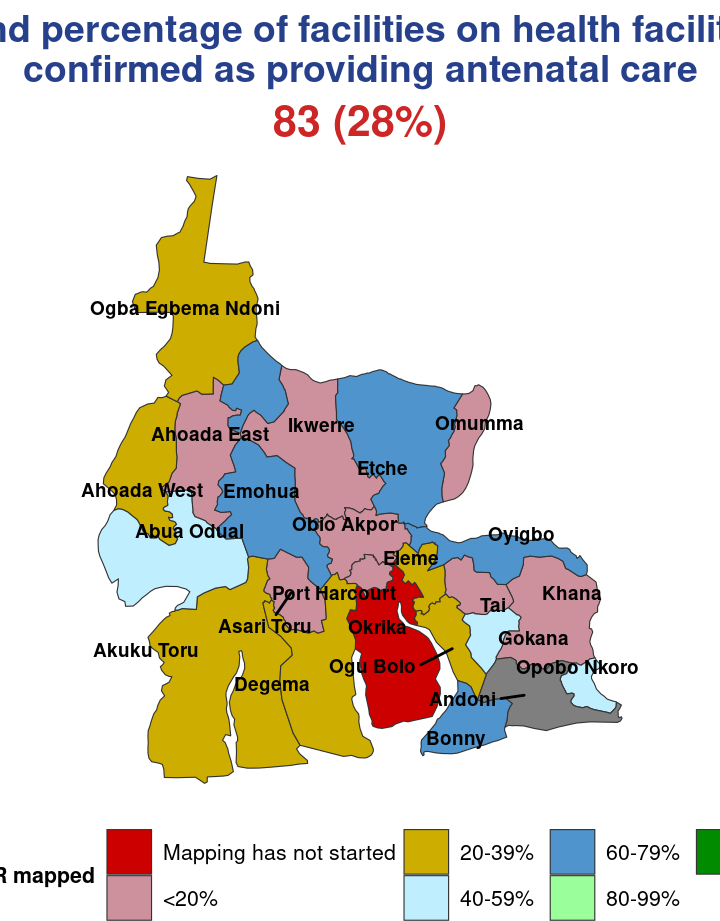 percentage of facilities on health
confirmed as providing antenatal care
83 (28%)
Ogba Egbema Ndoni
Ikwerre
Omumma
Ahoada East
Etche
Ahoada West
Emohua
Obio Akpor
Abua Odual
Oyigbo
Eleme
Port Harcourt
Khana
Tai
Asari Toru
Okrika
Gokana
Akuku Toru
Ogu Bolo
Opobo Nkoro
Degema
Andoni
Bonny
Mapping has not started
20-39%
60-79%
mapped
<20%
40-59%
80-99%